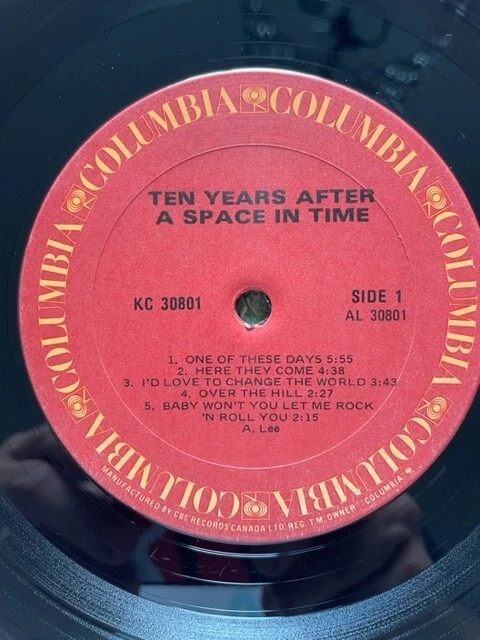 COLUMBIA COLUMBIA COLUMBIA COLUMBIA COLUMBIA COLUMBIA
TEN YEARS AFTER
A SPACE IN TIME
KC 30801
SIDE 1
AL 30801
1. ONE OF THESE DAYS 5:55
2. HERE THEY COME 4:38
3. I'D LOVE TO CHANGE THE WORLD 3:43
4. OVER THE HILL 2:27
5. BABY WON'T YOU LET ME ROCK
'N ROLL YOU 2:15
A. Lee
MANUFACTURED BY CBS RECORDS CANADA LTD. REG. T.M. OWNER "COLUMBIA"